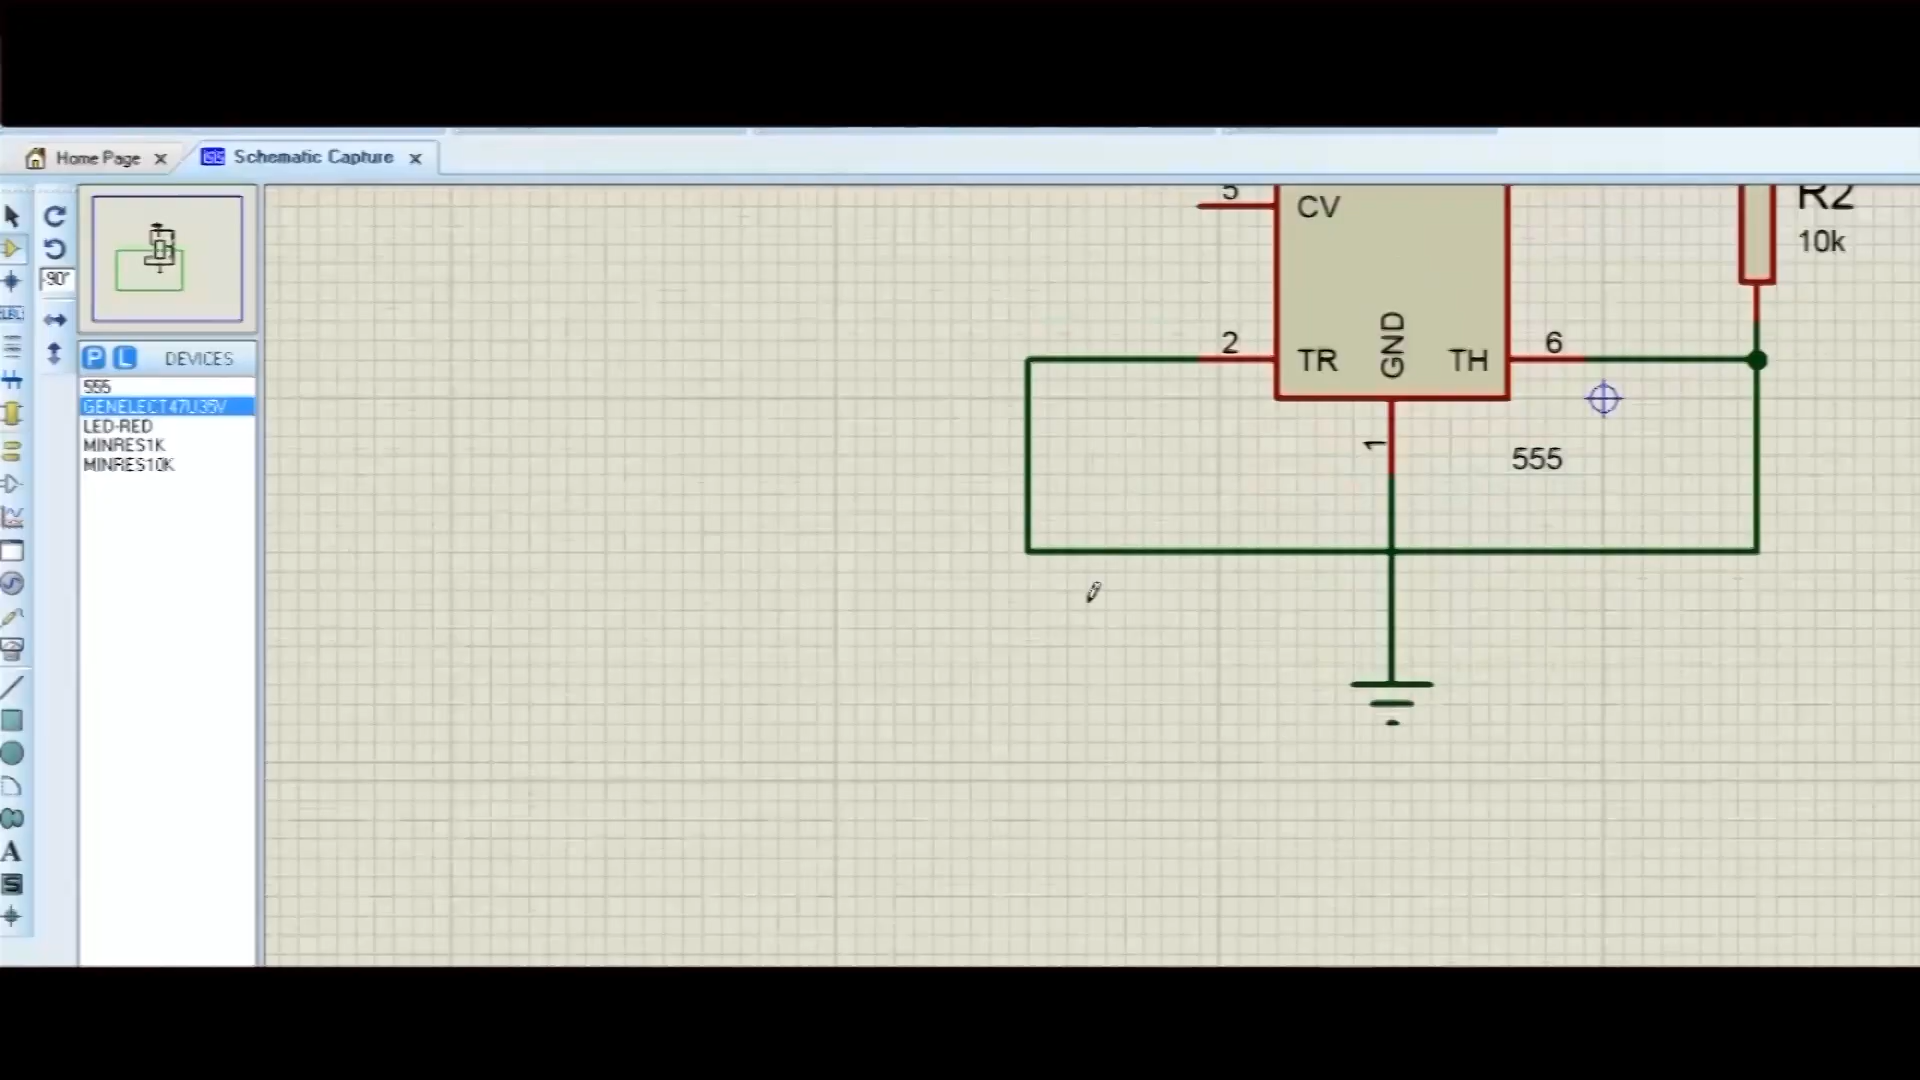 Home Page
Schematic Capture
-90°
LBL
P L DEVICES
555
GENELECT47U35V
LED-RED
MINRES1K
MINRES10K
A
S
5
CV
R2
10k
2
TR
GND
TH
6
1
555